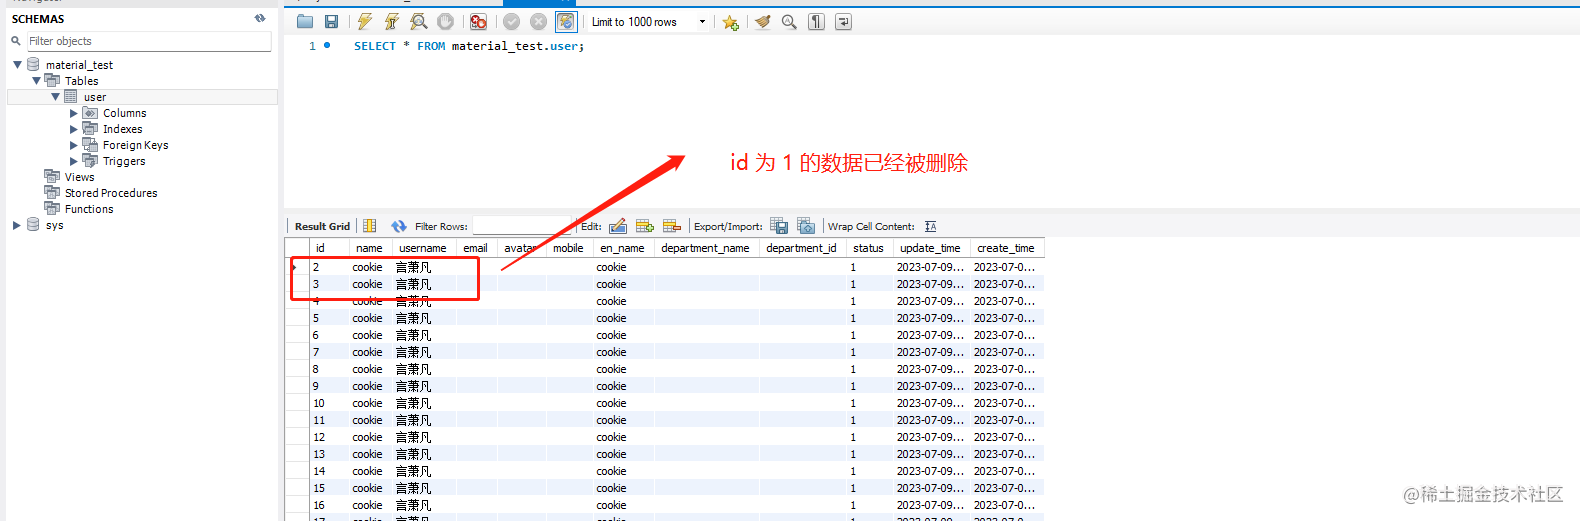 SCHEMAS
Filter objects
material_test
Tables
user
Columns
Indexes
Foreign Keys
Triggers
Views
Stored Procedures
Functions
sys
Limit to 1000 rows
1 SELECT * FROM material_test.user;
id 为 1 的数据已经被删除
Result Grid Filter Rows: Edit: Export/Import: Wrap Cell Content:
id name username email avatar mobile en_name department_name department_id status update_time create_time
2 cookie 言萧凡 cookie 1 2023-07-09... 2023-07-0...
3 cookie 言萧凡 cookie 1 2023-07-09... 2023-07-0...
4 cookie 言萧凡 cookie 1 2023-07-09... 2023-07-0...
5 cookie 言萧凡 cookie 1 2023-07-09... 2023-07-0...
6 cookie 言萧凡 cookie 1 2023-07-09... 2023-07-0...
7 cookie 言萧凡 cookie 1 2023-07-09... 2023-07-0...
8 cookie 言萧凡 cookie 1 2023-07-09... 2023-07-0...
9 cookie 言萧凡 cookie 1 2023-07-09... 2023-07-0...
10 cookie 言萧凡 cookie 1 2023-07-09... 2023-07-0...
11 cookie 言萧凡 cookie 1 2023-07-09... 2023-07-0...
12 cookie 言萧凡 cookie 1 2023-07-09... 2023-07-0...
13 cookie 言萧凡 cookie 1 2023-07-09... 2023-07-0...
14 cookie 言萧凡 cookie 1 2023-07-09... 2023-07-0...
15 cookie 言萧凡 cookie 1 2023-07-09... 2023-07-0...
16 cookie 言萧凡 cookie 1 2023-07-09... 2023-07-0...
@稀土掘金技术社区